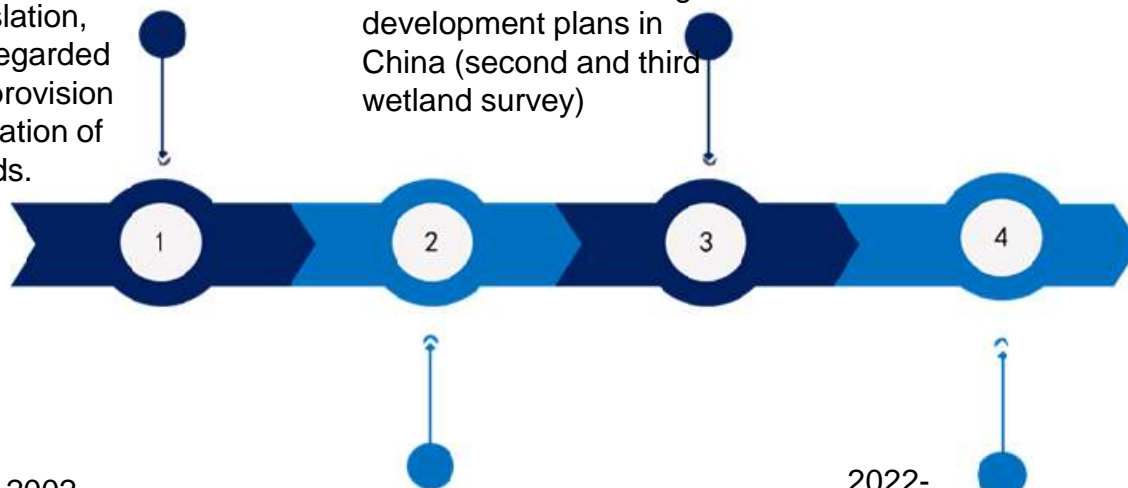 slation,
egarded
provision
ation of
ds.
development plans in
China (second and third
wetland survey)
1
2
3
4
2002
2022-